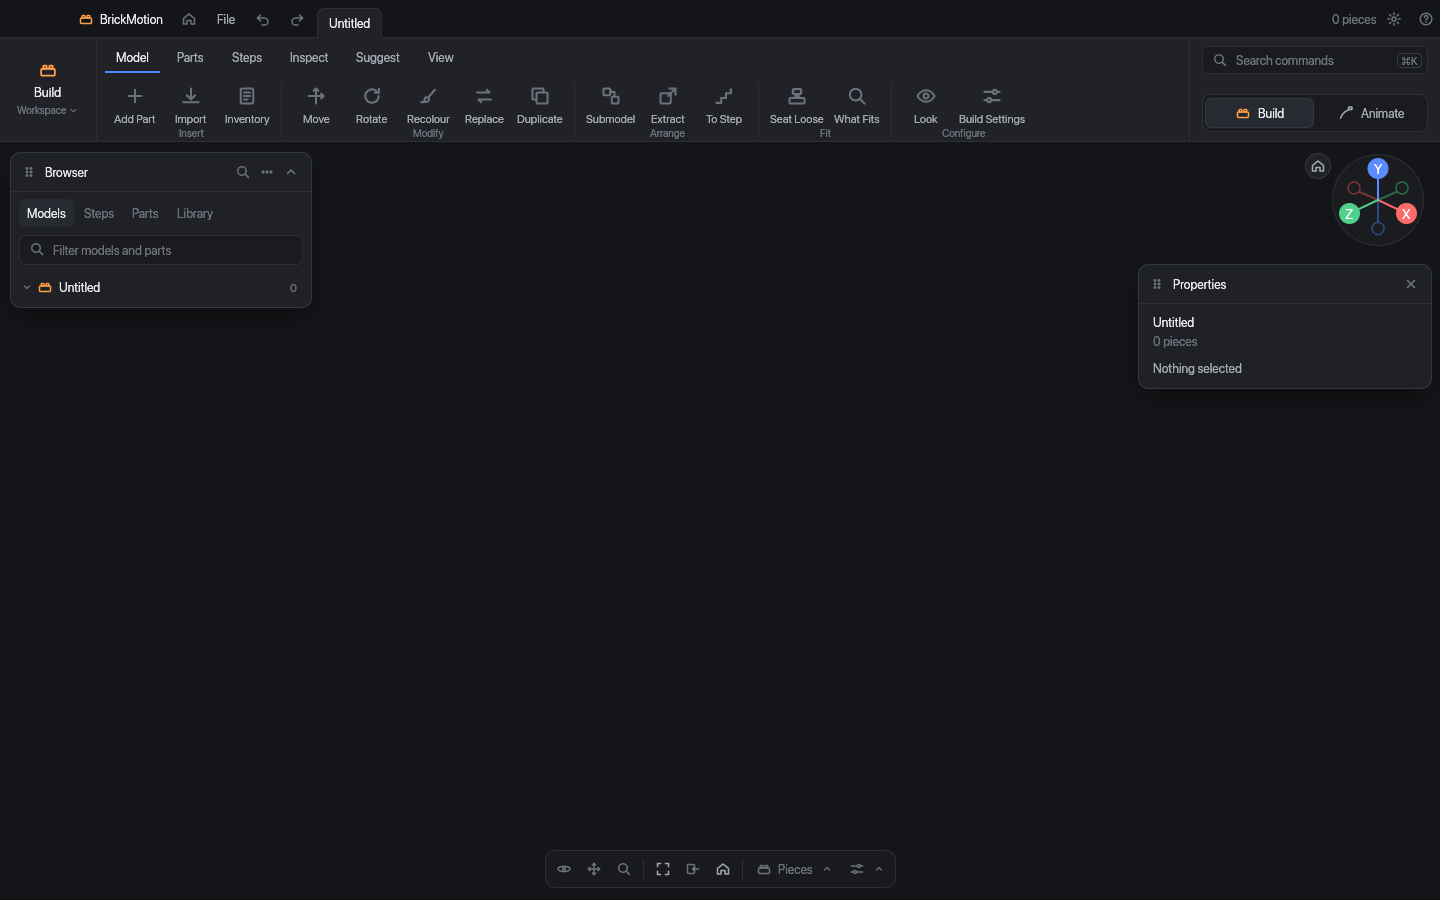 BrickMotion File Untitled 0 pieces
Build
Workspace
Model Parts Steps Inspect Suggest View
Add Part Import Inventory Move Rotate Recolour Replace Duplicate Submodel Extract To Step Seat Loose What Fits Look Build Settings
Insert Modify Arrange Fit Configure
Search commands ⌘K
Build Animate
Browser
Models Steps Parts Library
Filter models and parts
Untitled 0
Y
Z X
Properties
Untitled
0 pieces
Nothing selected
Pieces